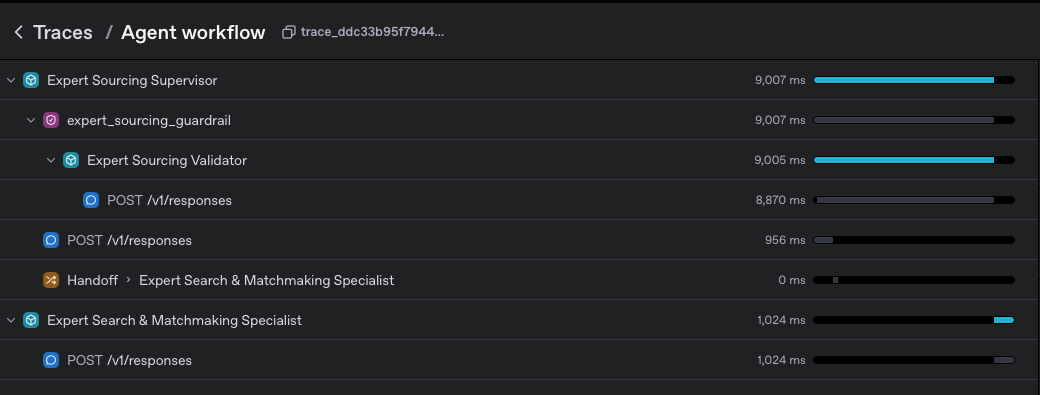 Traces / Agent workflow trace_ddc33b95f7944...
Expert Sourcing Supervisor 9,007 ms
expert_sourcing_guardrail 9,007 ms
Expert Sourcing Validator 9,005 ms
POST /v1/responses 8,870 ms
POST /v1/responses 956 ms
Handoff › Expert Search & Matchmaking Specialist 0 ms
Expert Search & Matchmaking Specialist 1,024 ms
POST /v1/responses 1,024 ms